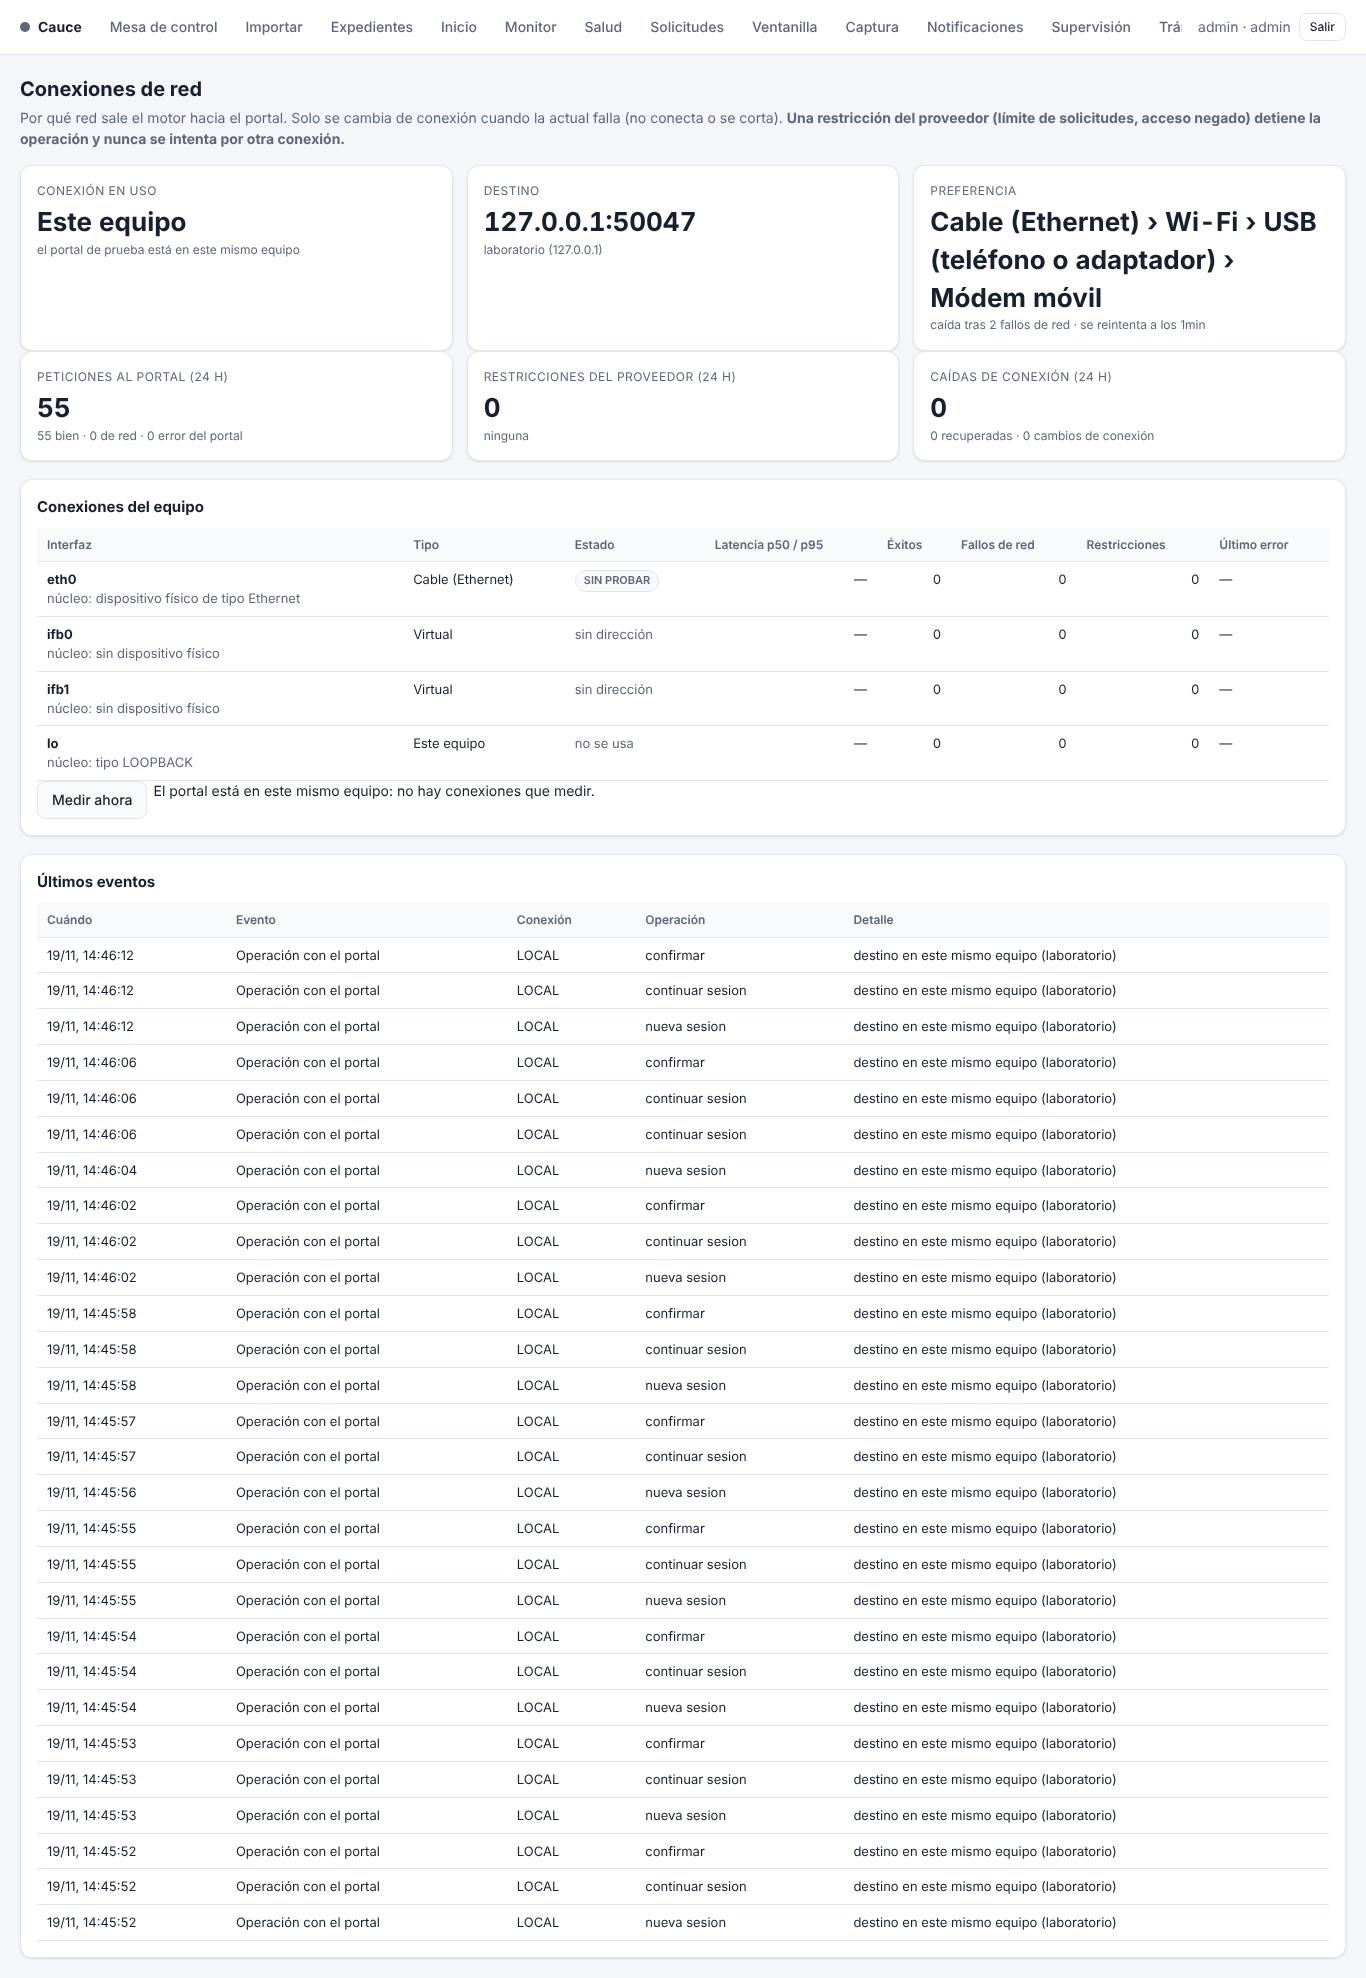 Cauce Mesa de control Importar Expedientes Inicio Monitor Salud Solicitudes Ventanilla Captura Notificaciones Supervisión Trá admin · admin Salir
Conexiones de red
Por qué red sale el motor hacia el portal. Solo se cambia de conexión cuando la actual falla (no conecta o se corta). Una restricción del proveedor (límite de solicitudes, acceso negado) detiene la
operación y nunca se intenta por otra conexión.
CONEXIÓN EN USO
Este equipo
el portal de prueba está en este mismo equipo
DESTINO
127.0.0.1:50047
laboratorio (127.0.0.1)
PREFERENCIA
Cable (Ethernet) › Wi-Fi › USB
(teléfono o adaptador) ›
Módem móvil
caída tras 2 fallos de red · se reintenta a los 1min
PETICIONES AL PORTAL (24 H)
55
55 bien · 0 de red · 0 error del portal
RESTRICCIONES DEL PROVEEDOR (24 H)
0
ninguna
CAÍDAS DE CONEXIÓN (24 H)
0
0 recuperadas · 0 cambios de conexión
Conexiones del equipo
Interfaz Tipo Estado Latencia p50 / p95 Éxitos Fallos de red Restricciones Último error
eth0 Cable (Ethernet) SIN PROBAR — 0 0 0 —
núcleo: dispositivo físico de tipo Ethernet
ifb0 Virtual sin dirección — 0 0 0 —
núcleo: sin dispositivo físico
ifb1 Virtual sin dirección — 0 0 0 —
núcleo: sin dispositivo físico
lo Este equipo no se usa — 0 0 0 —
núcleo: tipo LOOPBACK
Medir ahora El portal está en este mismo equipo: no hay conexiones que medir.
Últimos eventos
Cuándo Evento Conexión Operación Detalle
19/11, 14:46:12 Operación con el portal LOCAL confirmar destino en este mismo equipo (laboratorio)
19/11, 14:46:12 Operación con el portal LOCAL continuar sesion destino en este mismo equipo (laboratorio)
19/11, 14:46:12 Operación con el portal LOCAL nueva sesion destino en este mismo equipo (laboratorio)
19/11, 14:46:06 Operación con el portal LOCAL confirmar destino en este mismo equipo (laboratorio)
19/11, 14:46:06 Operación con el portal LOCAL continuar sesion destino en este mismo equipo (laboratorio)
19/11, 14:46:06 Operación con el portal LOCAL continuar sesion destino en este mismo equipo (laboratorio)
19/11, 14:46:04 Operación con el portal LOCAL nueva sesion destino en este mismo equipo (laboratorio)
19/11, 14:46:02 Operación con el portal LOCAL confirmar destino en este mismo equipo (laboratorio)
19/11, 14:46:02 Operación con el portal LOCAL continuar sesion destino en este mismo equipo (laboratorio)
19/11, 14:46:02 Operación con el portal LOCAL nueva sesion destino en este mismo equipo (laboratorio)
19/11, 14:45:58 Operación con el portal LOCAL confirmar destino en este mismo equipo (laboratorio)
19/11, 14:45:58 Operación con el portal LOCAL continuar sesion destino en este mismo equipo (laboratorio)
19/11, 14:45:58 Operación con el portal LOCAL nueva sesion destino en este mismo equipo (laboratorio)
19/11, 14:45:57 Operación con el portal LOCAL confirmar destino en este mismo equipo (laboratorio)
19/11, 14:45:57 Operación con el portal LOCAL continuar sesion destino en este mismo equipo (laboratorio)
19/11, 14:45:56 Operación con el portal LOCAL nueva sesion destino en este mismo equipo (laboratorio)
19/11, 14:45:55 Operación con el portal LOCAL confirmar destino en este mismo equipo (laboratorio)
19/11, 14:45:55 Operación con el portal LOCAL continuar sesion destino en este mismo equipo (laboratorio)
19/11, 14:45:55 Operación con el portal LOCAL nueva sesion destino en este mismo equipo (laboratorio)
19/11, 14:45:54 Operación con el portal LOCAL confirmar destino en este mismo equipo (laboratorio)
19/11, 14:45:54 Operación con el portal LOCAL continuar sesion destino en este mismo equipo (laboratorio)
19/11, 14:45:54 Operación con el portal LOCAL nueva sesion destino en este mismo equipo (laboratorio)
19/11, 14:45:53 Operación con el portal LOCAL confirmar destino en este mismo equipo (laboratorio)
19/11, 14:45:53 Operación con el portal LOCAL continuar sesion destino en este mismo equipo (laboratorio)
19/11, 14:45:53 Operación con el portal LOCAL nueva sesion destino en este mismo equipo (laboratorio)
19/11, 14:45:52 Operación con el portal LOCAL confirmar destino en este mismo equipo (laboratorio)
19/11, 14:45:52 Operación con el portal LOCAL continuar sesion destino en este mismo equipo (laboratorio)
19/11, 14:45:52 Operación con el portal LOCAL nueva sesion destino en este mismo equipo (laboratorio)